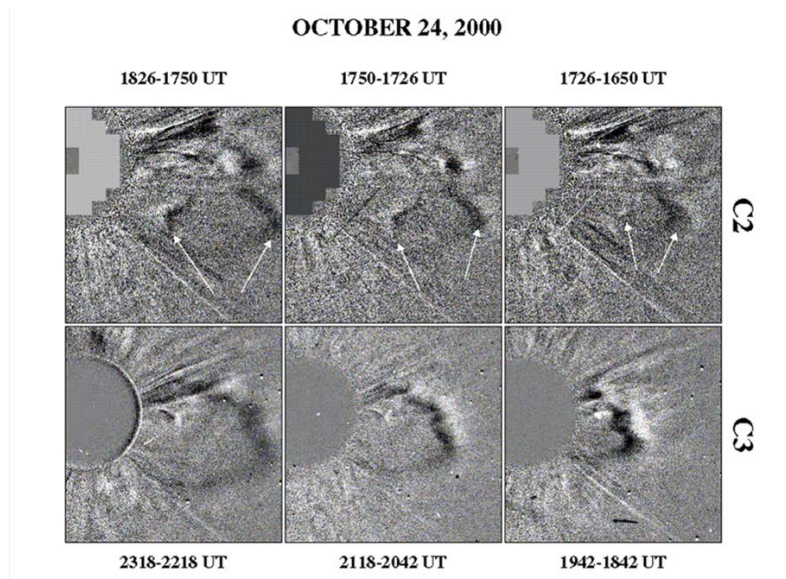 OCTOBER 24, 2000
1826-1750 UT
1750-1726 UT
1726-1650 UT
C2
C3
2318-2218 UT
2118-2042 UT
1942-1842 UT